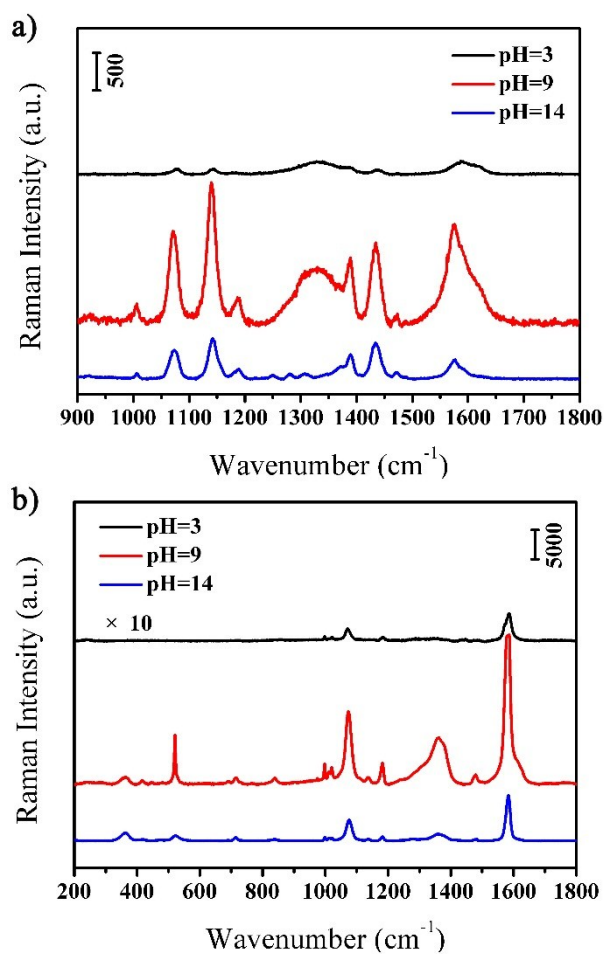 a)
500
pH=3
pH=9
pH=14
Raman Intensity (a.u.)
900 1000 1100 1200 1300 1400 1500 1600 1700 1800
Wavenumber (cm⁻¹)
b)
pH=3
pH=9
pH=14
5000
× 10
Raman Intensity (a.u.)
200 400 600 800 1000 1200 1400 1600 1800
Wavenumber (cm⁻¹)